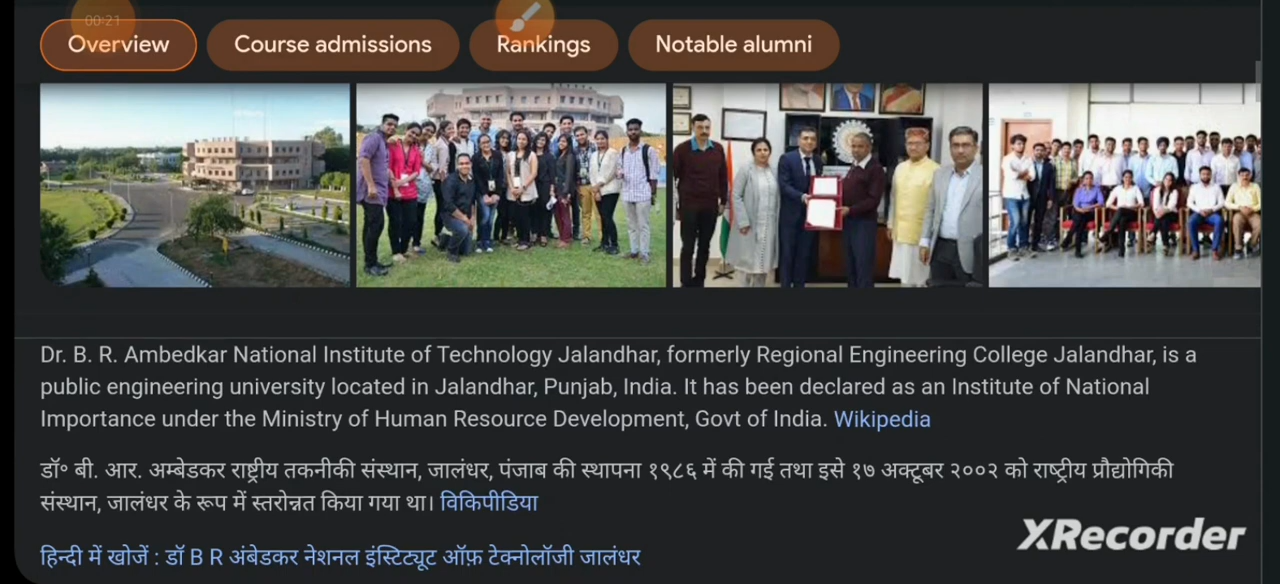 00:21
Overview
Course admissions
Rankings
Notable alumni
Dr. B. R. Ambedkar National Institute of Technology Jalandhar, formerly Regional Engineering College Jalandhar, is a
public engineering university located in Jalandhar, Punjab, India. It has been declared as an Institute of National
Importance under the Ministry of Human Resource Development, Govt of India. Wikipedia
डॉ॰ बी. आर. अम्बेडकर राष्ट्रीय तकनीकी संस्थान, जालंधर, पंजाब की स्थापना १९८६ में की गई तथा इसे १७ अक्टूबर २००२ को राष्ट्रीय प्रौद्योगिकी
संस्थान, जालंधर के रूप में स्तरोन्नत किया गया था। विकिपीडिया
हिन्दी में खोजें : डॉ B R अंबेडकर नेशनल इंस्टिट्यूट ऑफ़ टेक्नोलॉजी जालंधर
XRecorder